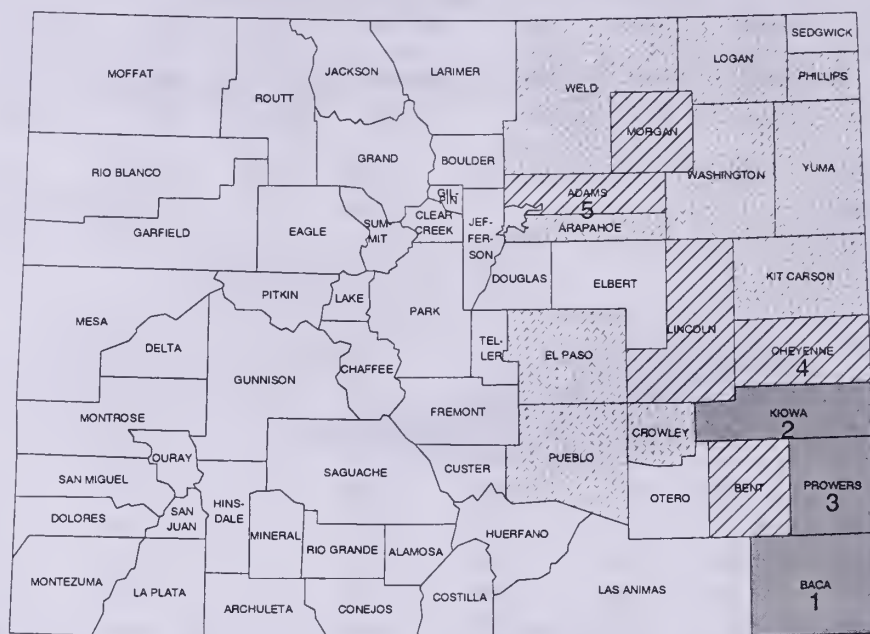 SEDGWICK
MOFFAT
JACKSON
LARIMER
LOGAN
PHILLIPS
ROUTT
WELD
MORGAN
RIO BLANCO
GRAND
BOULDER
WASHINGTON
YUMA
GIL-
PIN
ADAMS
5
CLEAR
CREEK
SUM-
MIT
JEF-
FER-
SON
ARAPAHOE
GARFIELD
EAGLE
DOUGLAS
ELBERT
KIT CARSON
PITKIN
LAKE
PARK
MESA
LINCOLN
TEL-
LER
EL PASO
CHEYENNE
4
DELTA
CHAFFEE
GUNNISON
FREMONT
KIOWA
2
MONTROSE
CROWLEY
OURAY
PUEBLO
SAGUACHE
CUSTER
SAN MIGUEL
BENT
PROWERS
3
OTERO
HINS-
DALE
SAN
JUAN
DOLORES
MINERAL
HUERFANO
RIO GRANDE
ALAMOSA
MONTEZUMA
LA PLATA
COSTILLA
LAS ANIMAS
BACA
1
ARCHULETA
CONEJOS